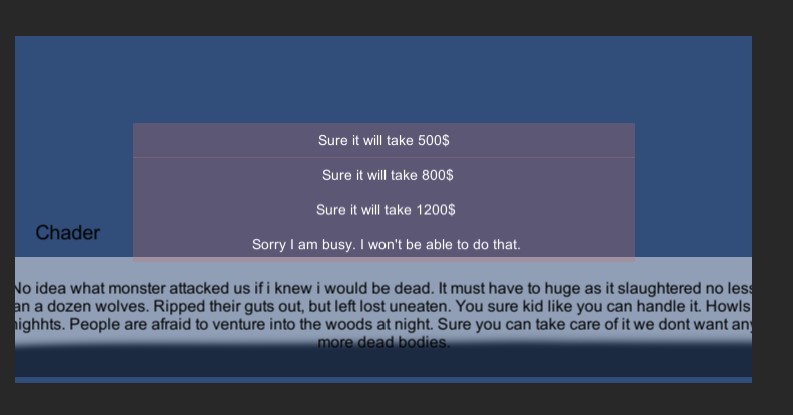 Sure it will take 500$
Sure it will take 800$
Sure it will take 1200$
Sorry I am busy. I won't be able to do that.
Chader
No idea what monster attacked us if i knew i would be dead. It must have to huge as it slaughtered no less
an a dozen wolves. Ripped their guts out, but left lost uneaten. You sure kid like you can handle it. Howls
nighhts. People are afraid to venture into the woods at night. Sure you can take care of it we dont want any
more dead bodies.